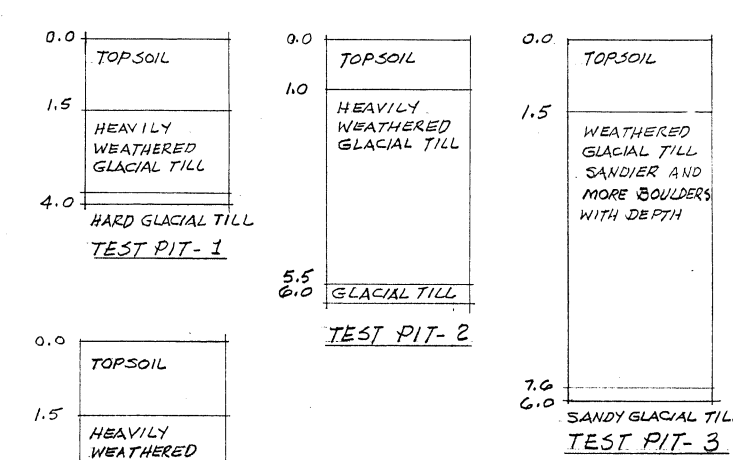 0.0
TOPSOIL
1.5
HEAVILY
WEATHERED
GLACIAL TILL
4.0
HARD GLACIAL TILL
TEST PIT-1
0.0
TOPSOIL
1.0
HEAVILY
WEATHERED
GLACIAL TILL
5.5
6.0
GLACIAL TILL
TEST PIT-2
0.0
TOPSOIL
1.5
WEATHERED
GLACIAL TILL
SANDIER AND
MORE BOULDERS
WITH DEPTH
7.6
6.0
SANDY GLACIAL TIL
TEST PIT-3
0.0
TOPSOIL
1.5
HEAVILY
WEATHERED